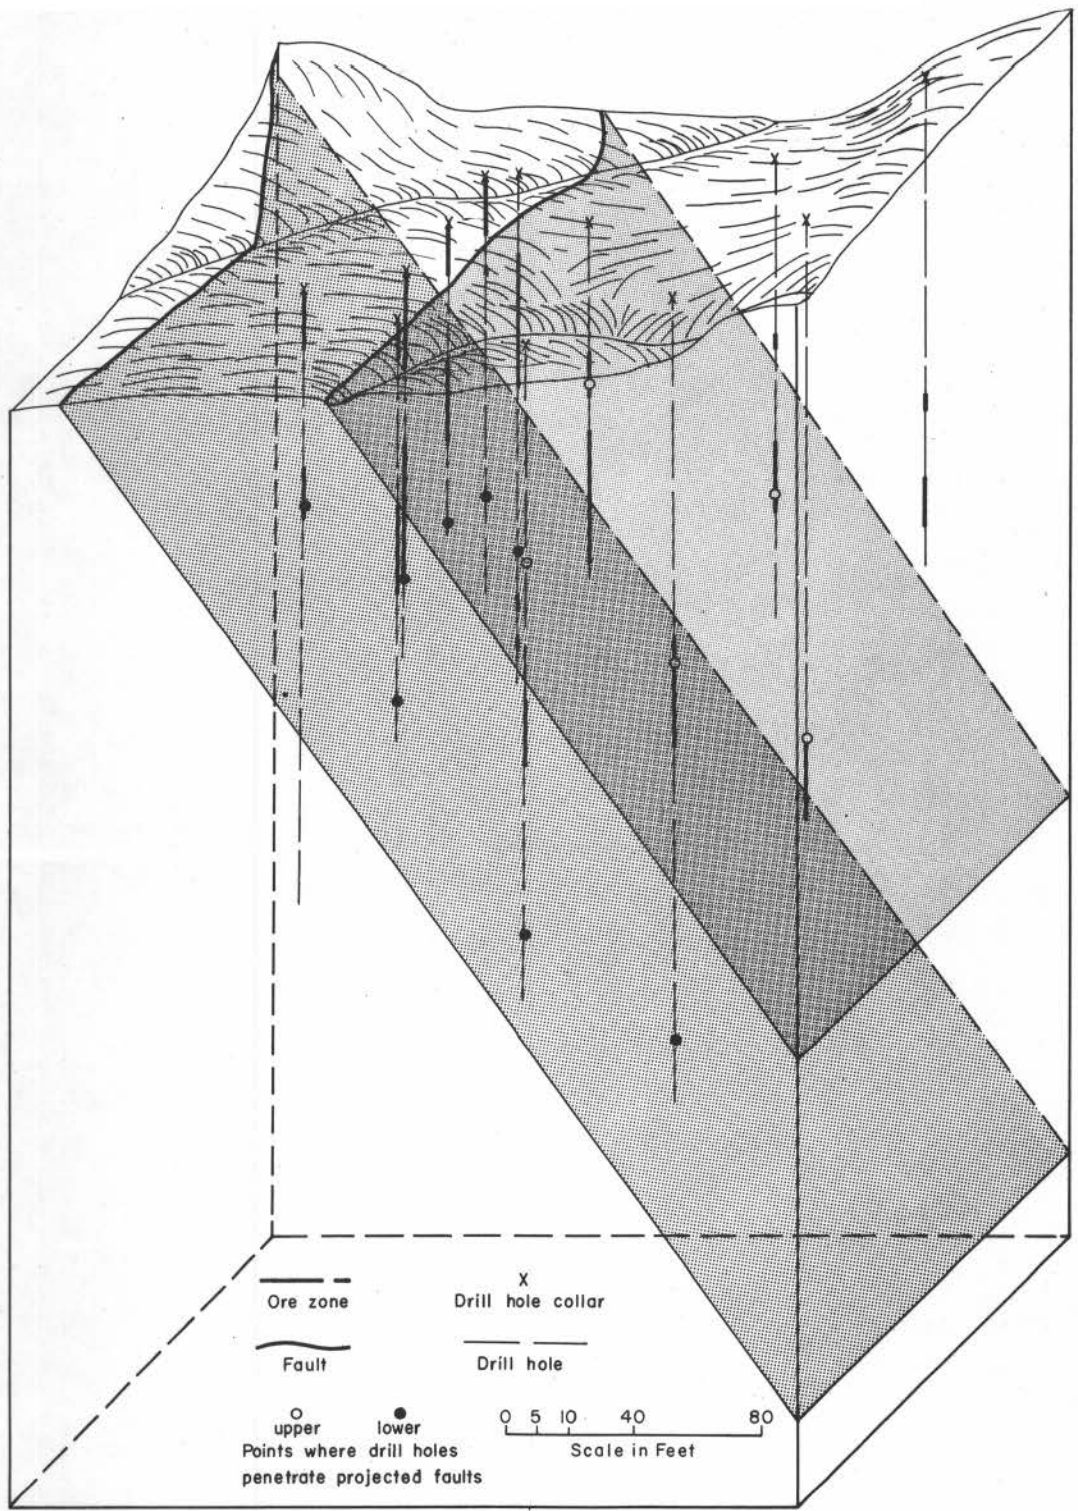 Ore zone
X
Drill hole collar
Fault
Drill hole
upper lower
Points where drill holes
penetrate projected faults
0 5 10 40 80
Scale in Feet